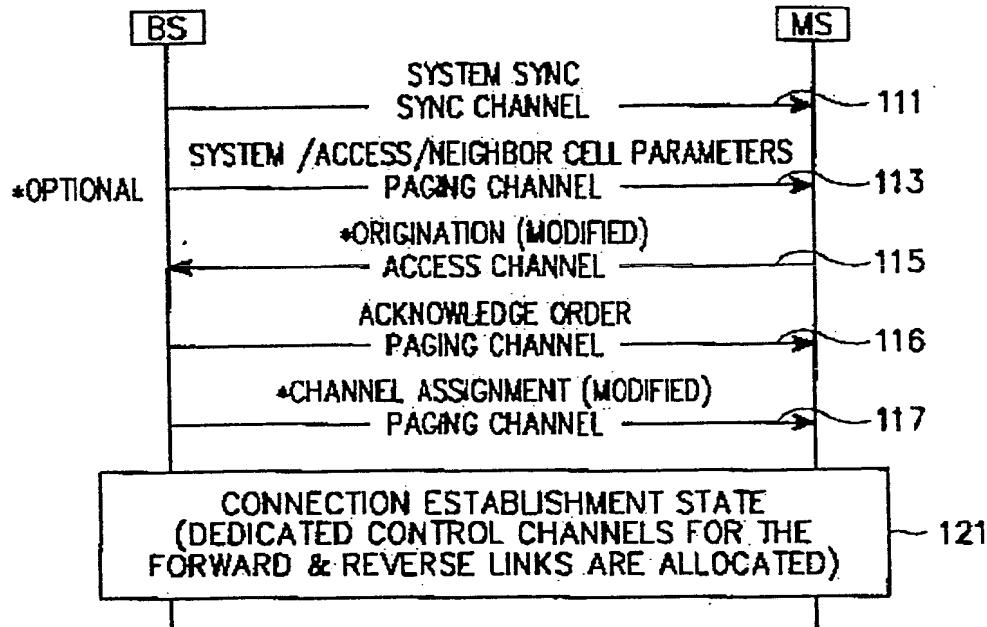 BS
MS
SYSTEM SYNC
SYNC CHANNEL
111
SYSTEM /ACCESS/NEIGHBOR CELL PARAMETERS
*OPTIONAL
PAGING CHANNEL
113
*ORIGINATION (MODIFIED)
ACCESS CHANNEL
115
ACKNOWLEDGE ORDER
PAGING CHANNEL
116
*CHANNEL ASSIGNMENT (MODIFIED)
PAGING CHANNEL
117
CONNECTION ESTABLISHMENT STATE
(DEDICATED CONTROL CHANNELS FOR THE
FORWARD & REVERSE LINKS ARE ALLOCATED)
121